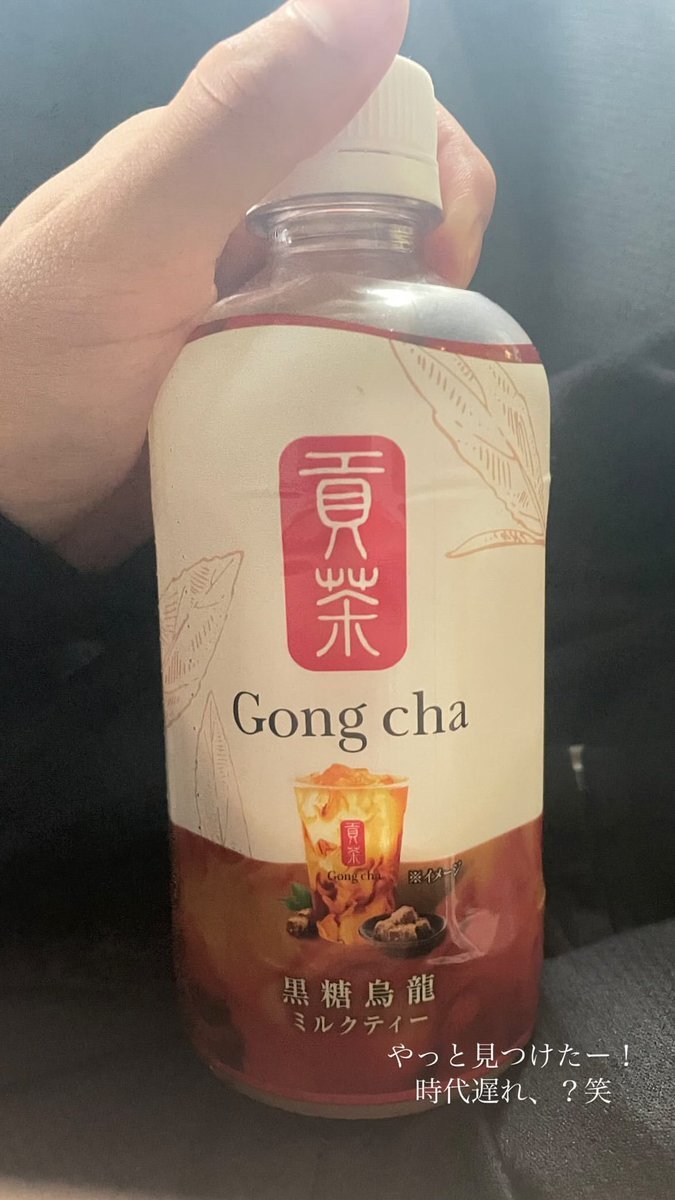 貢茶
Gong cha
貢茶
Gong cha
※イメージ
黒糖烏龍
ミルクティー
やっと見つけたー！
時代遅れ、？笑